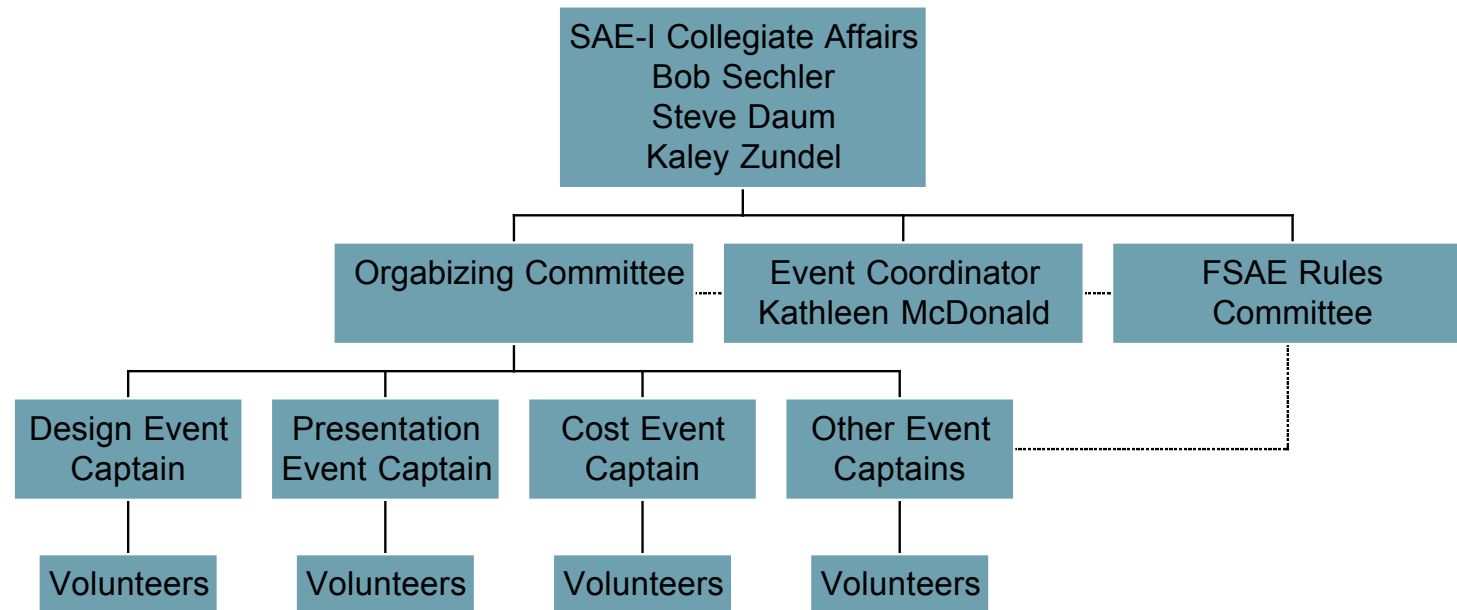 SAE-I Collegiate Affairs
Bob Sechler
Steve Daum
Kaley Zundel
Orgabizing Committee
Event Coordinator
Kathleen McDonald
FSAE Rules
Committee
Design Event
Captain
Presentation
Event Captain
Cost Event
Captain
Other Event
Captains
Volunteers
Volunteers
Volunteers
Volunteers